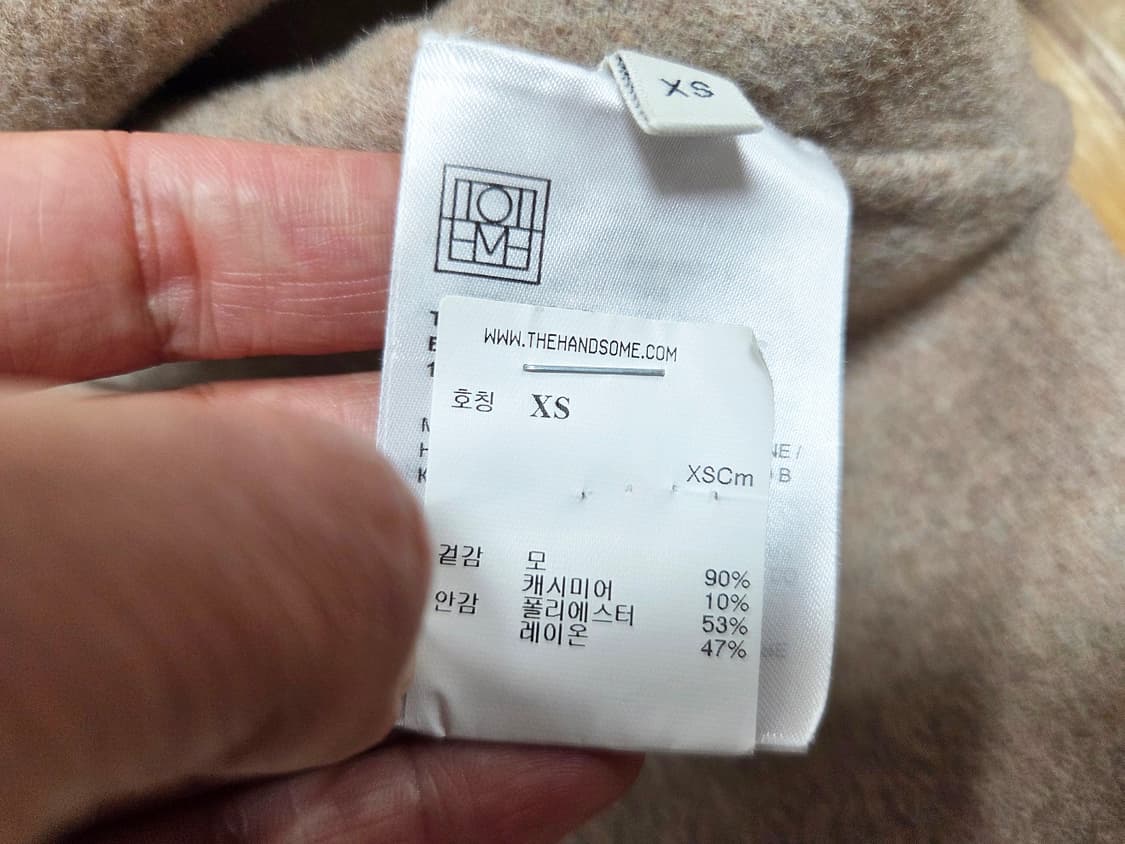 XS
TOTEME
WWW.THEHANDSOME.COM
호칭 XS
XSCm
겉감 모 90%
캐시미어 10%
안감 폴리에스터 53%
레이온 47%